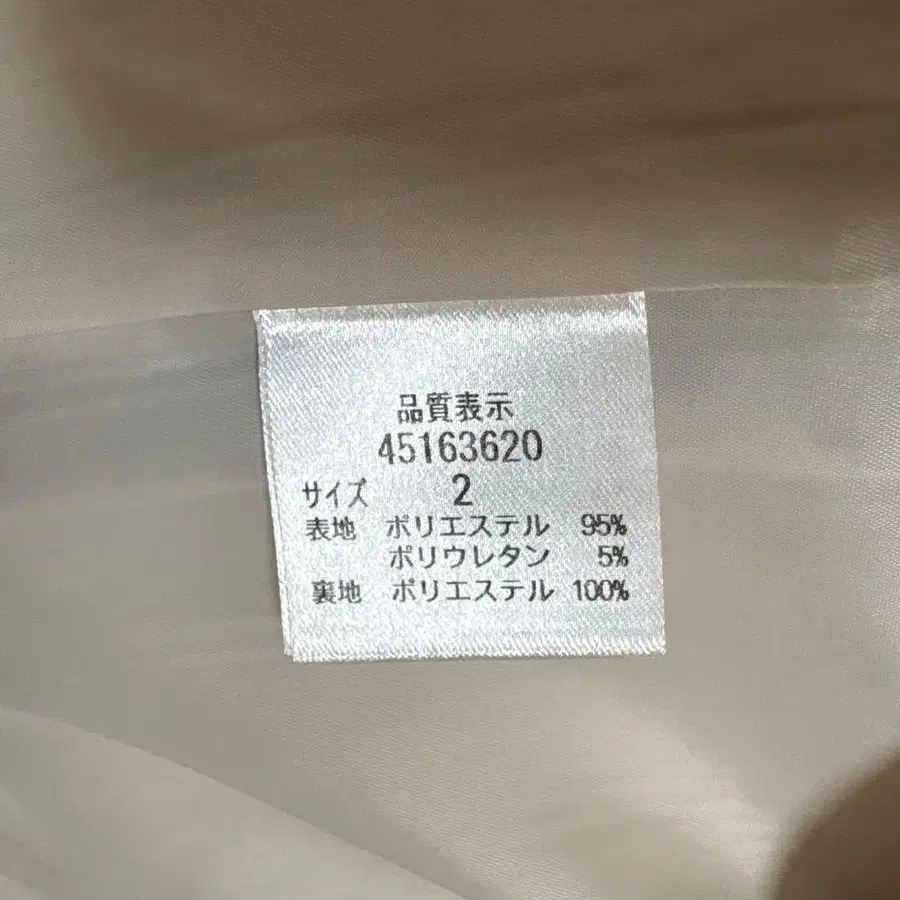 品質表示
45163620
サイズ 2
表地 ポリエステル 95%
ポリウレタン 5%
裏地 ポリエステル 100%